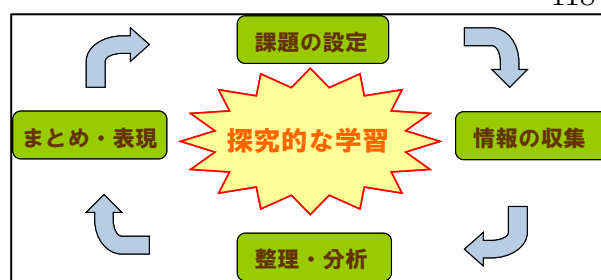 課題の設定
まとめ・表現
探究的な学習
情報の収集
整理・分析